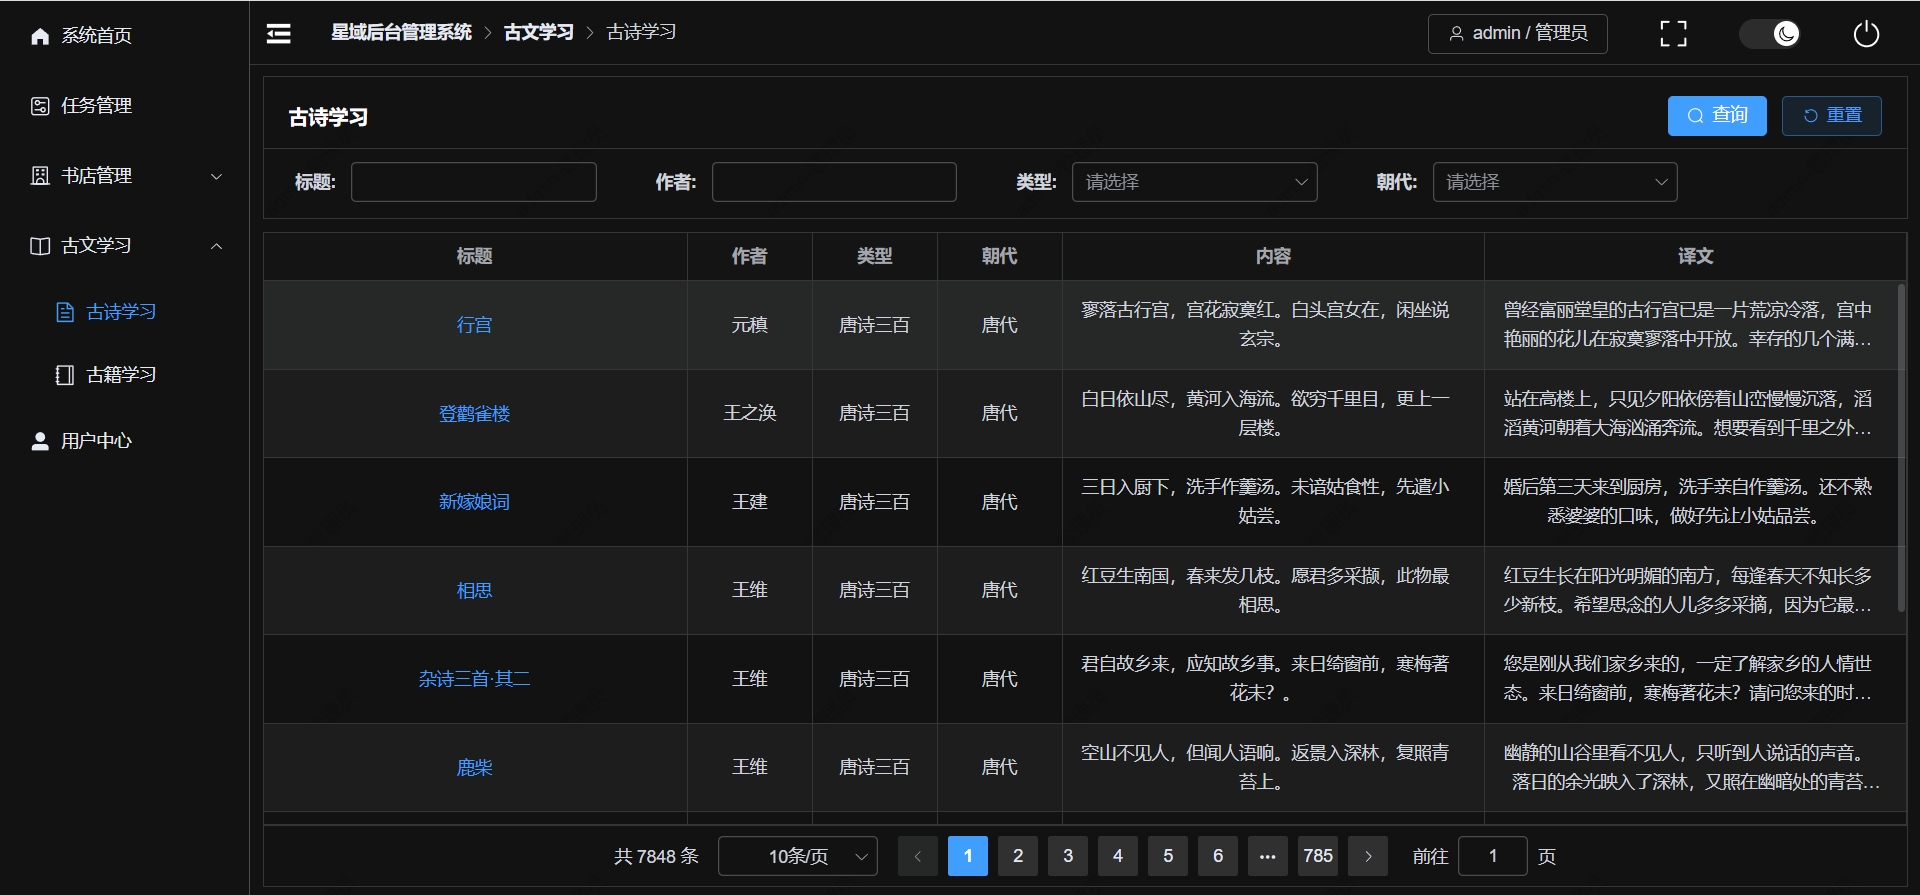 系统首页
任务管理
书店管理
古文学习
古诗学习
古籍学习
用户中心
星域后台管理系统 > 古文学习 > 古诗学习
admin / 管理员
古诗学习
查询
重置
标题:
作者:
类型: 请选择
朝代: 请选择
标题 作者 类型 朝代 内容 译文
行宫 元稹 唐诗三百 唐代
寥落古行宫，宫花寂寞红。白头宫女在，闲坐说
玄宗。
曾经富丽堂皇的古行宫已是一片荒凉冷落，宫中
艳丽的花儿在寂寞寥落中开放。幸存的几个满...
登鹳雀楼 王之涣 唐诗三百 唐代
白日依山尽，黄河入海流。欲穷千里目，更上一
层楼。
站在高楼上，只见夕阳依傍着山峦慢慢沉落，滔
滔黄河朝着大海汹涌奔流。想要看到千里之外...
新嫁娘词 王建 唐诗三百 唐代
三日入厨下，洗手作羹汤。未谙姑食性，先遣小
姑尝。
婚后第三天来到厨房，洗手亲自作羹汤。还不熟
悉婆婆的口味，做好先让小姑品尝。
相思 王维 唐诗三百 唐代
红豆生南国，春来发几枝。愿君多采撷，此物最
相思。
红豆生长在阳光明媚的南方，每逢春天不知长多
少新枝。希望思念的人儿多多采摘，因为它最...
杂诗三首·其二 王维 唐诗三百 唐代
君自故乡来，应知故乡事。来日绮窗前，寒梅著
花未？。
您是刚从我们家乡来的，一定了解家乡的人情世
态。来日绮窗前，寒梅著花未？请问您来的时...
鹿柴 王维 唐诗三百 唐代
空山不见人，但闻人语响。返景入深林，复照青
苔上。
幽静的山谷里看不见人，只听到人说话的声音。
落日的余光映入了深林，又照在幽暗处的青苔...
共 7848 条 10条/页 < 1 2 3 4 5 6 ... 785 > 前往 1 页